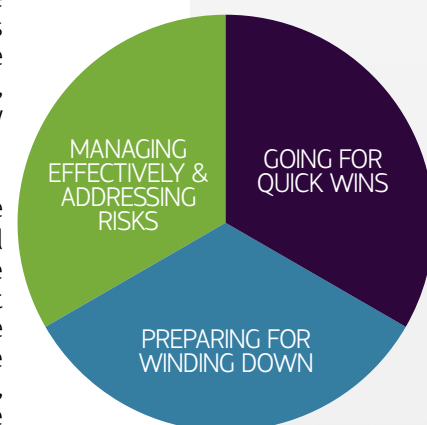 MANAGING
EFFECTIVELY &
ADDRESSING
RISKS
GOING FOR
QUICK WINS
PREPARING FOR
WINDING DOWN